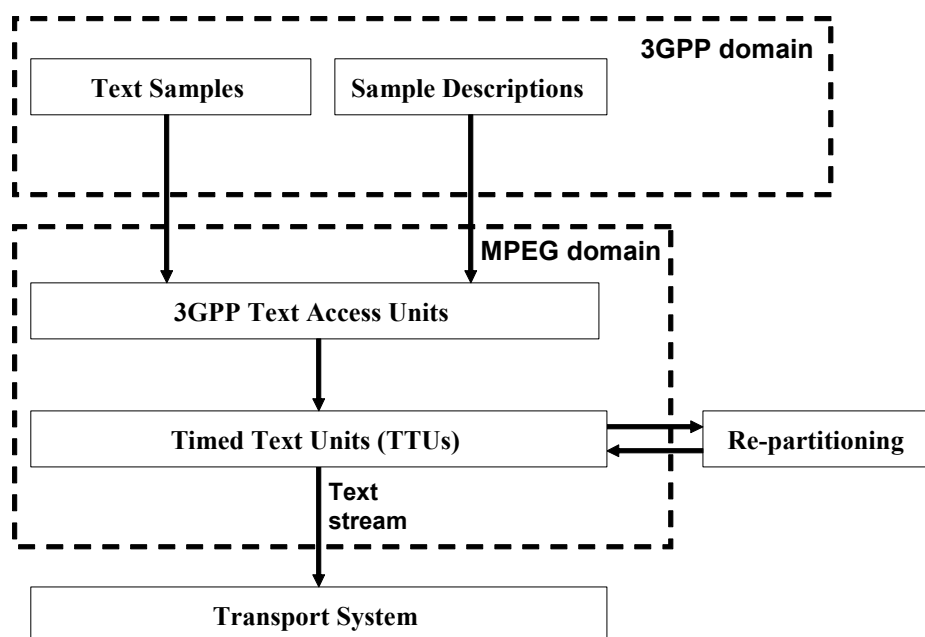 3GPP domain
Text Samples
Sample Descriptions
MPEG domain
3GPP Text Access Units
Timed Text Units (TTUs)
Re-partitioning
Text
stream
Transport System